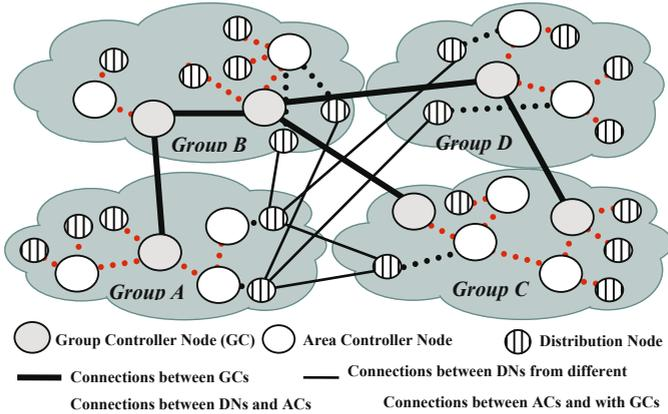 Group B
Group D
Group A
Group C
Group Controller Node (GC)
Area Controller Node
Distribution Node
Connections between GCs
Connections between DNs from different
Connections between DNs and ACs
Connections between ACs and with GCs